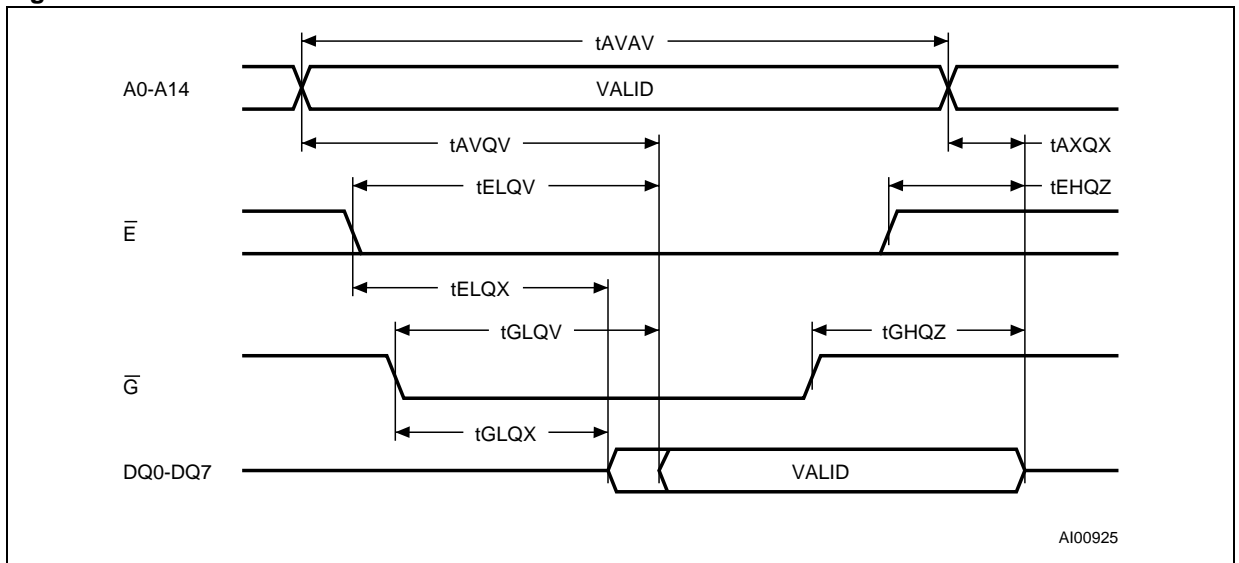 tAVAV
A0-A14
VALID
tAVQV
tAXQX
tELQV
tEHQZ
E̅
tELQX
tGLQV
tGHQZ
G̅
tGLQX
DQ0-DQ7
VALID
AI00925